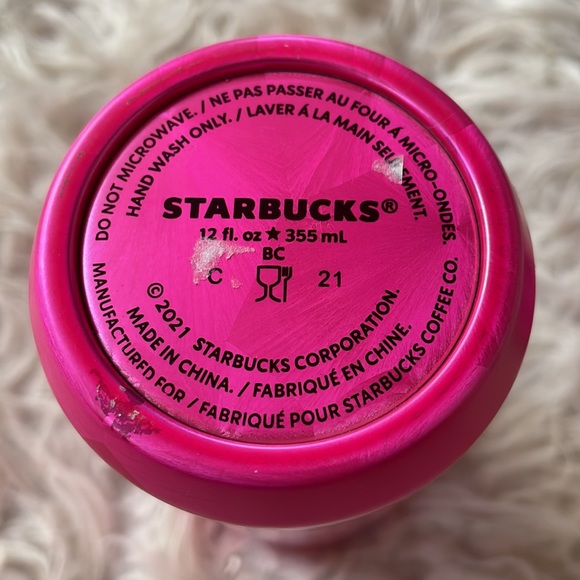 DO NOT MICROWAVE. / NE PAS PASSER AU FOUR Á MICRO-ONDES.
HAND WASH ONLY. / LAVER Á LA MAIN SEULEMENT.
STARBUCKS®
12 fl. oz ★ 355 mL
BC
C 21
© 2021 STARBUCKS CORPORATION.
MADE IN CHINA. / FABRIQUÉ EN CHINE.
MANUFACTURED FOR / FABRIQUÉ POUR STARBUCKS COFFEE CO.